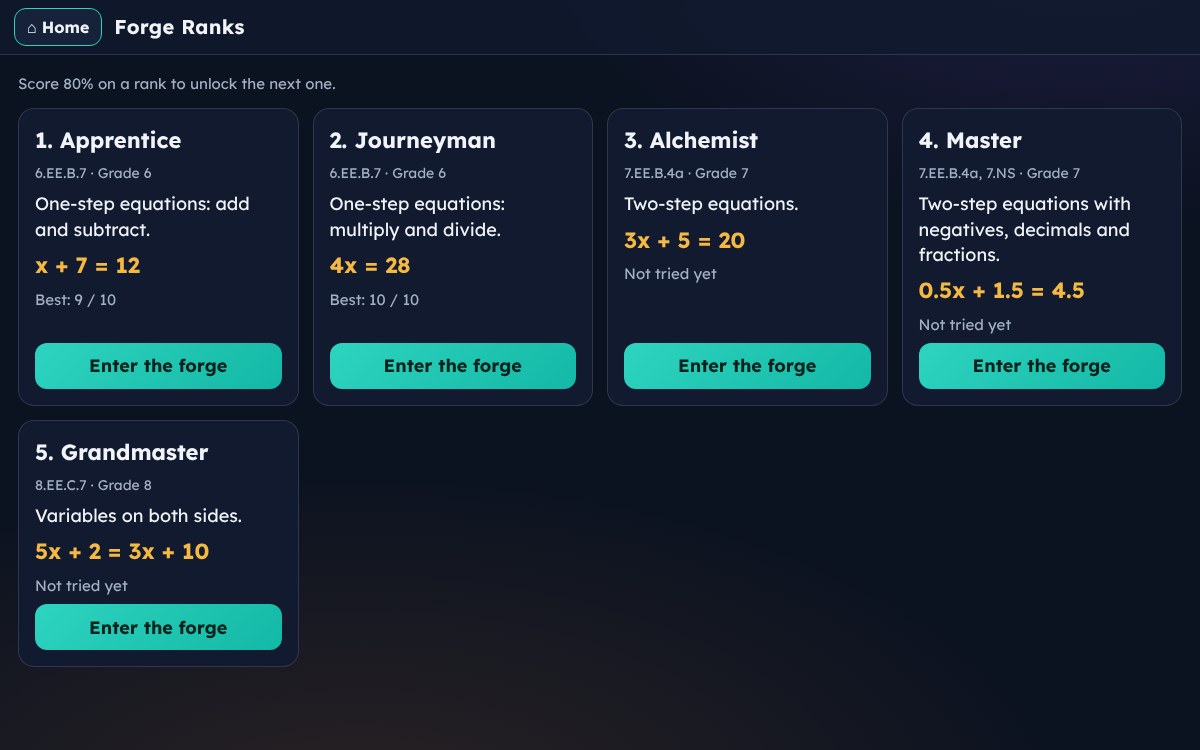 ⌂ Home
Forge Ranks
Score 80% on a rank to unlock the next one.
1. Apprentice
6.EE.B.7 · Grade 6
One-step equations: add
and subtract.
x + 7 = 12
Best: 9 / 10
Enter the forge
2. Journeyman
6.EE.B.7 · Grade 6
One-step equations:
multiply and divide.
4x = 28
Best: 10 / 10
Enter the forge
3. Alchemist
7.EE.B.4a · Grade 7
Two-step equations.
3x + 5 = 20
Not tried yet
Enter the forge
4. Master
7.EE.B.4a, 7.NS · Grade 7
Two-step equations with
negatives, decimals and
fractions.
0.5x + 1.5 = 4.5
Not tried yet
Enter the forge
5. Grandmaster
8.EE.C.7 · Grade 8
Variables on both sides.
5x + 2 = 3x + 10
Not tried yet
Enter the forge